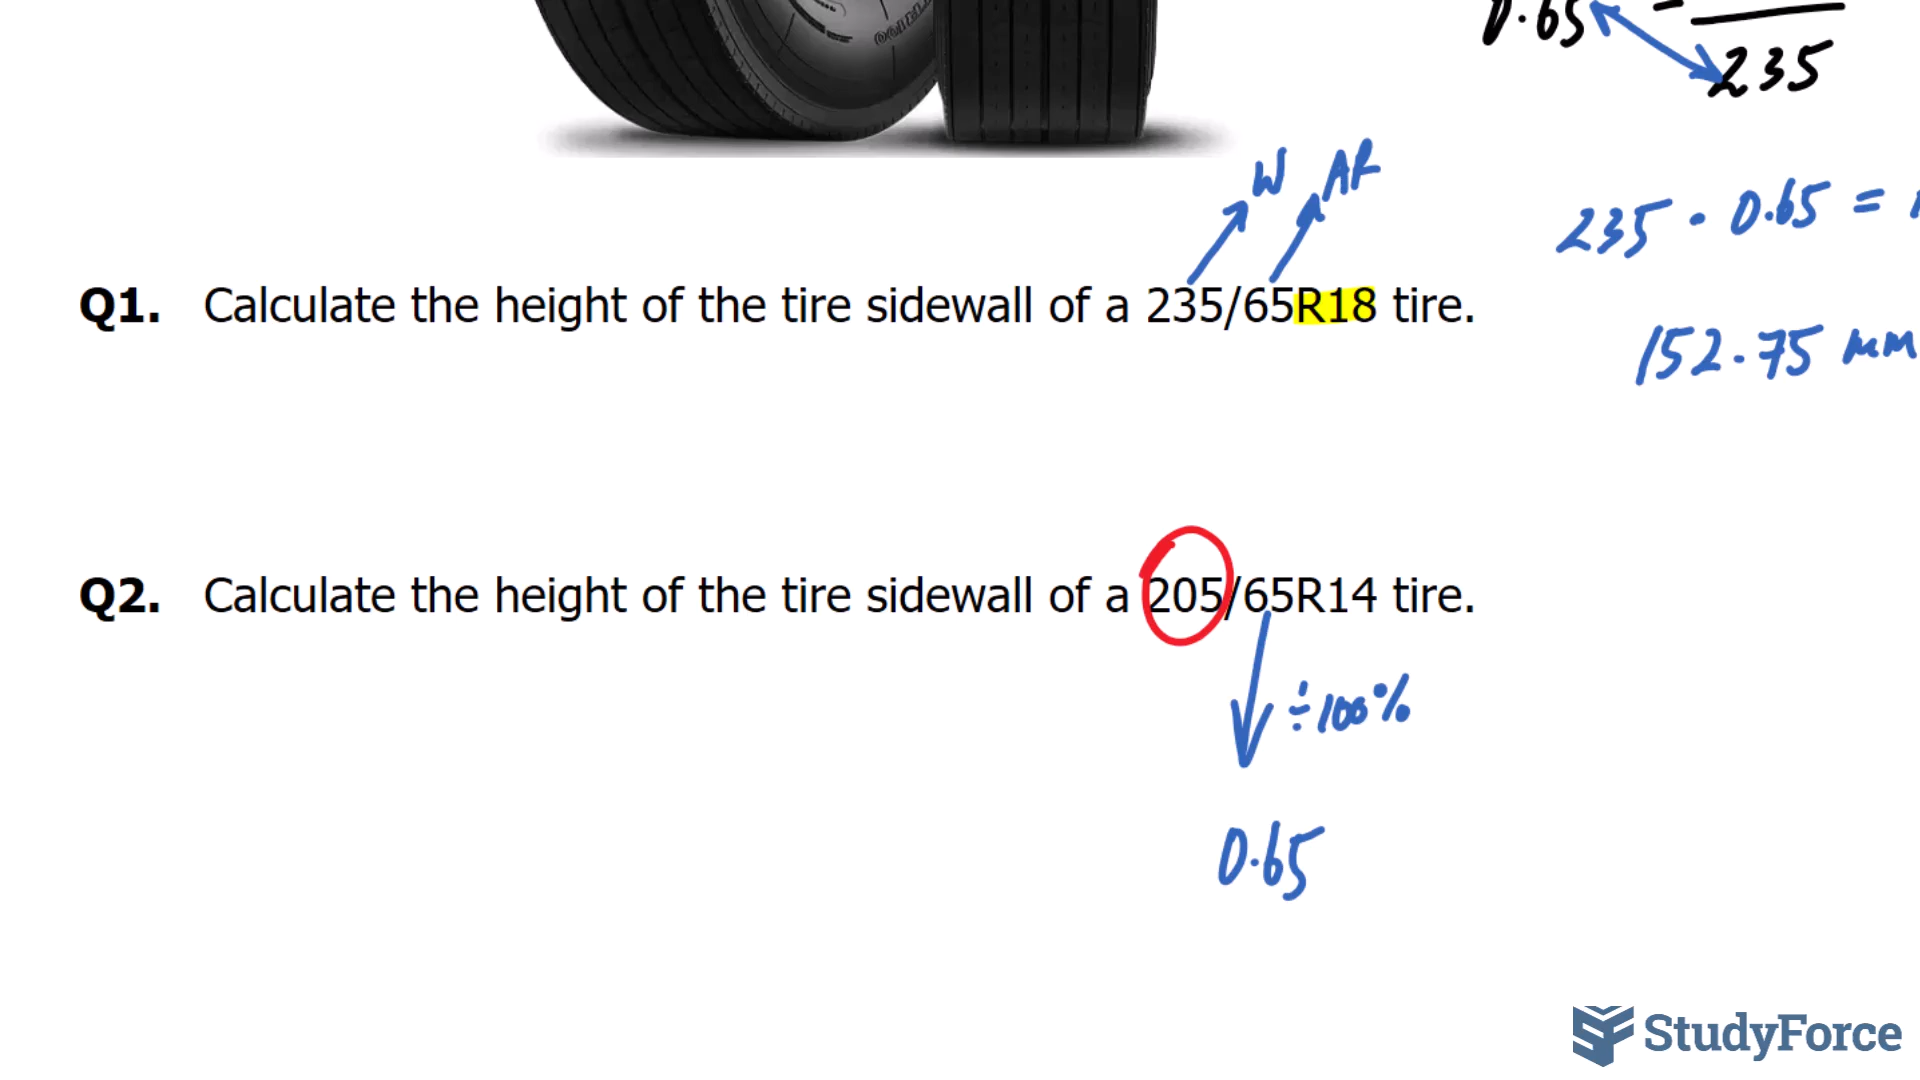 0.65 =
235
W AR
235 · 0.65 =
Q1. Calculate the height of the tire sidewall of a 235/65R18 tire.
152.75 mm
Q2. Calculate the height of the tire sidewall of a 205/65R14 tire.
÷100%
0.65
StudyForce